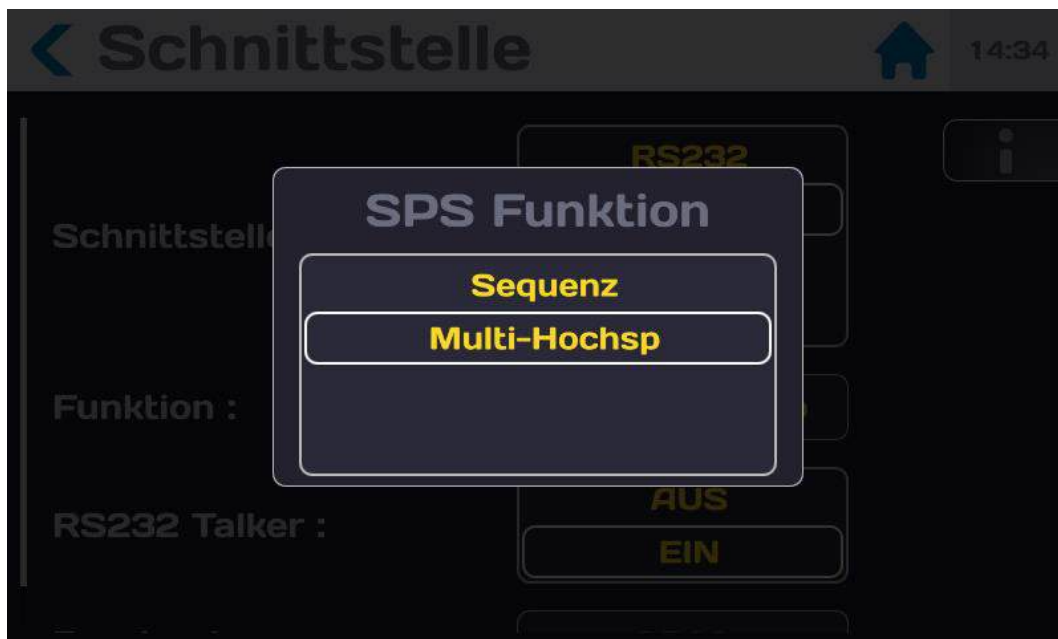 Schnittstelle
14:34
RS232
SPS Funktion
Schnittstelle
Sequenz
Multi-Hochsp
Funktion :
AUS
RS232 Talker :
EIN